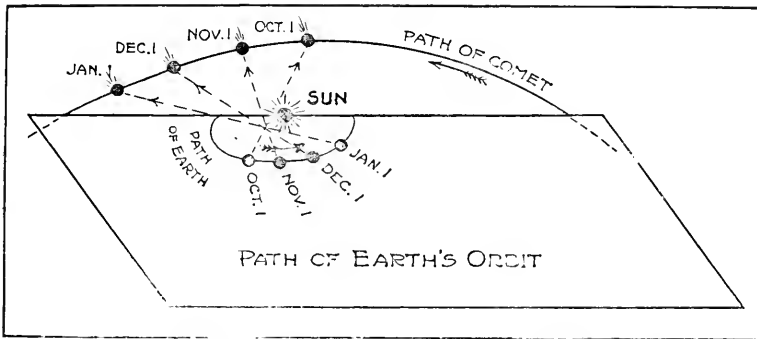 OCT. 1
NOV. 1
DEC. 1
JAN. 1
PATH OF COMET
SUN
PATH
OF EARTH
JAN. 1
DEC. 1
NOV. 1
OCT. 1
PATH OF EARTH'S ORBIT